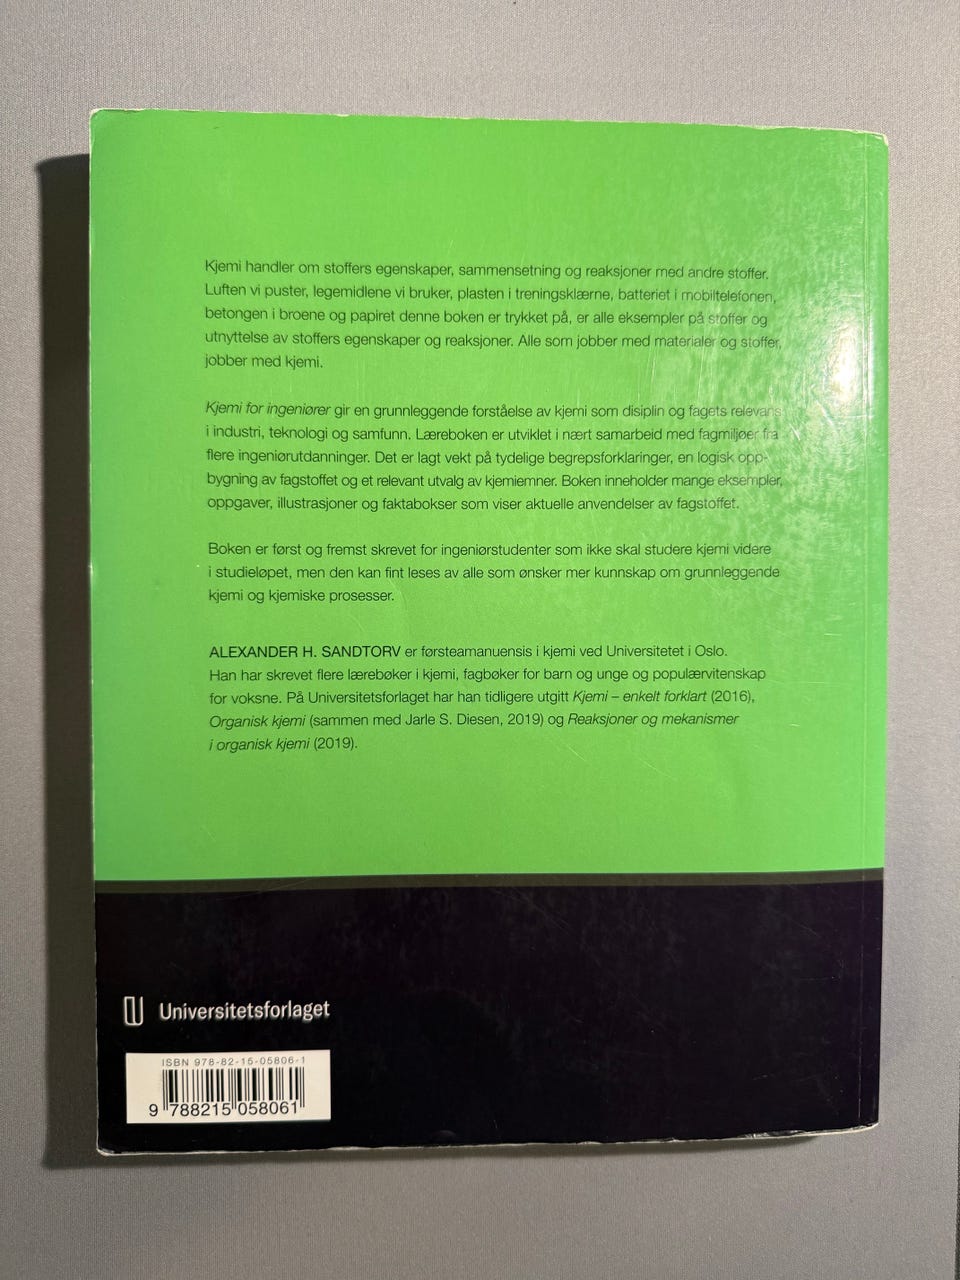 Kjemi handler om stoffers egenskaper, sammensetning og reaksjoner med andre stoffer.
Luften vi puster, legemidlene vi bruker, plasten i treningsklærne, batteriet i mobiltelefonen,
betongen i broene og papiret denne boken er trykket på, er alle eksempler på stoffer og
utnyttelse av stoffers egenskaper og reaksjoner. Alle som jobber med materialer og stoffer,
jobber med kjemi.
Kjemi for ingeniører gir en grunnleggende forståelse av kjemi som disiplin og fagets relevans
i industri, teknologi og samfunn. Læreboken er utviklet i nært samarbeid med fagmiljøer fra
flere ingeniørutdanninger. Det er lagt vekt på tydelige begrepsforklaringer, en logisk opp-
bygning av fagstoffet og et relevant utvalg av kjemiemner. Boken inneholder mange eksempler,
oppgaver, illustrasjoner og faktabokser som viser aktuelle anvendelser av fagstoffet.
Boken er først og fremst skrevet for ingeniørstudenter som ikke skal studere kjemi videre
i studieløpet, men den kan fint leses av alle som ønsker mer kunnskap om grunnleggende
kjemi og kjemiske prosesser.
ALEXANDER H. SANDTORV er førsteamanuensis i kjemi ved Universitetet i Oslo.
Han har skrevet flere lærebøker i kjemi, fagbøker for barn og unge og populærvitenskap
for voksne. På Universitetsforlaget har han tidligere utgitt Kjemi – enkelt forklart (2016),
Organisk kjemi (sammen med Jarle S. Diesen, 2019) og Reaksjoner og mekanismer
i organisk kjemi (2019).
Universitetsforlaget
ISBN 978-82-15-05806-1
9 788215 058061